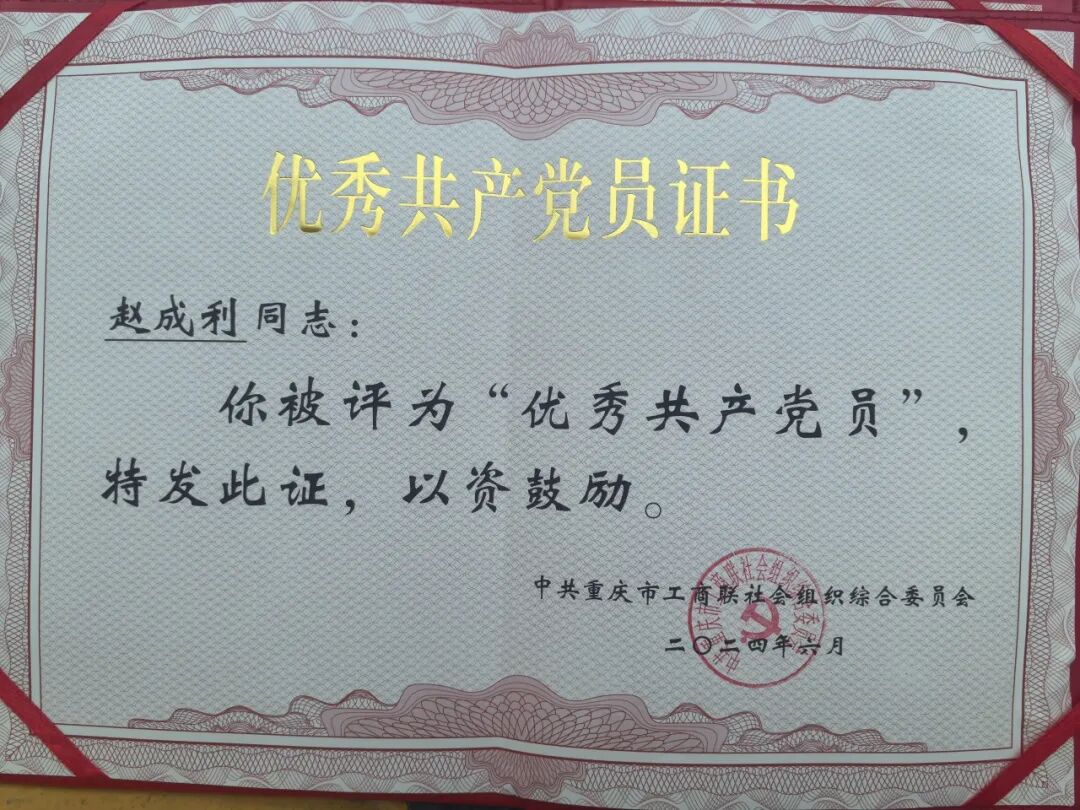 优秀共产党员证书
赵成利同志：
你被评为“优秀共产党员”，
特发此证，以资鼓励。
中共重庆市工商联社会组织综合委员会
二〇二四年六月